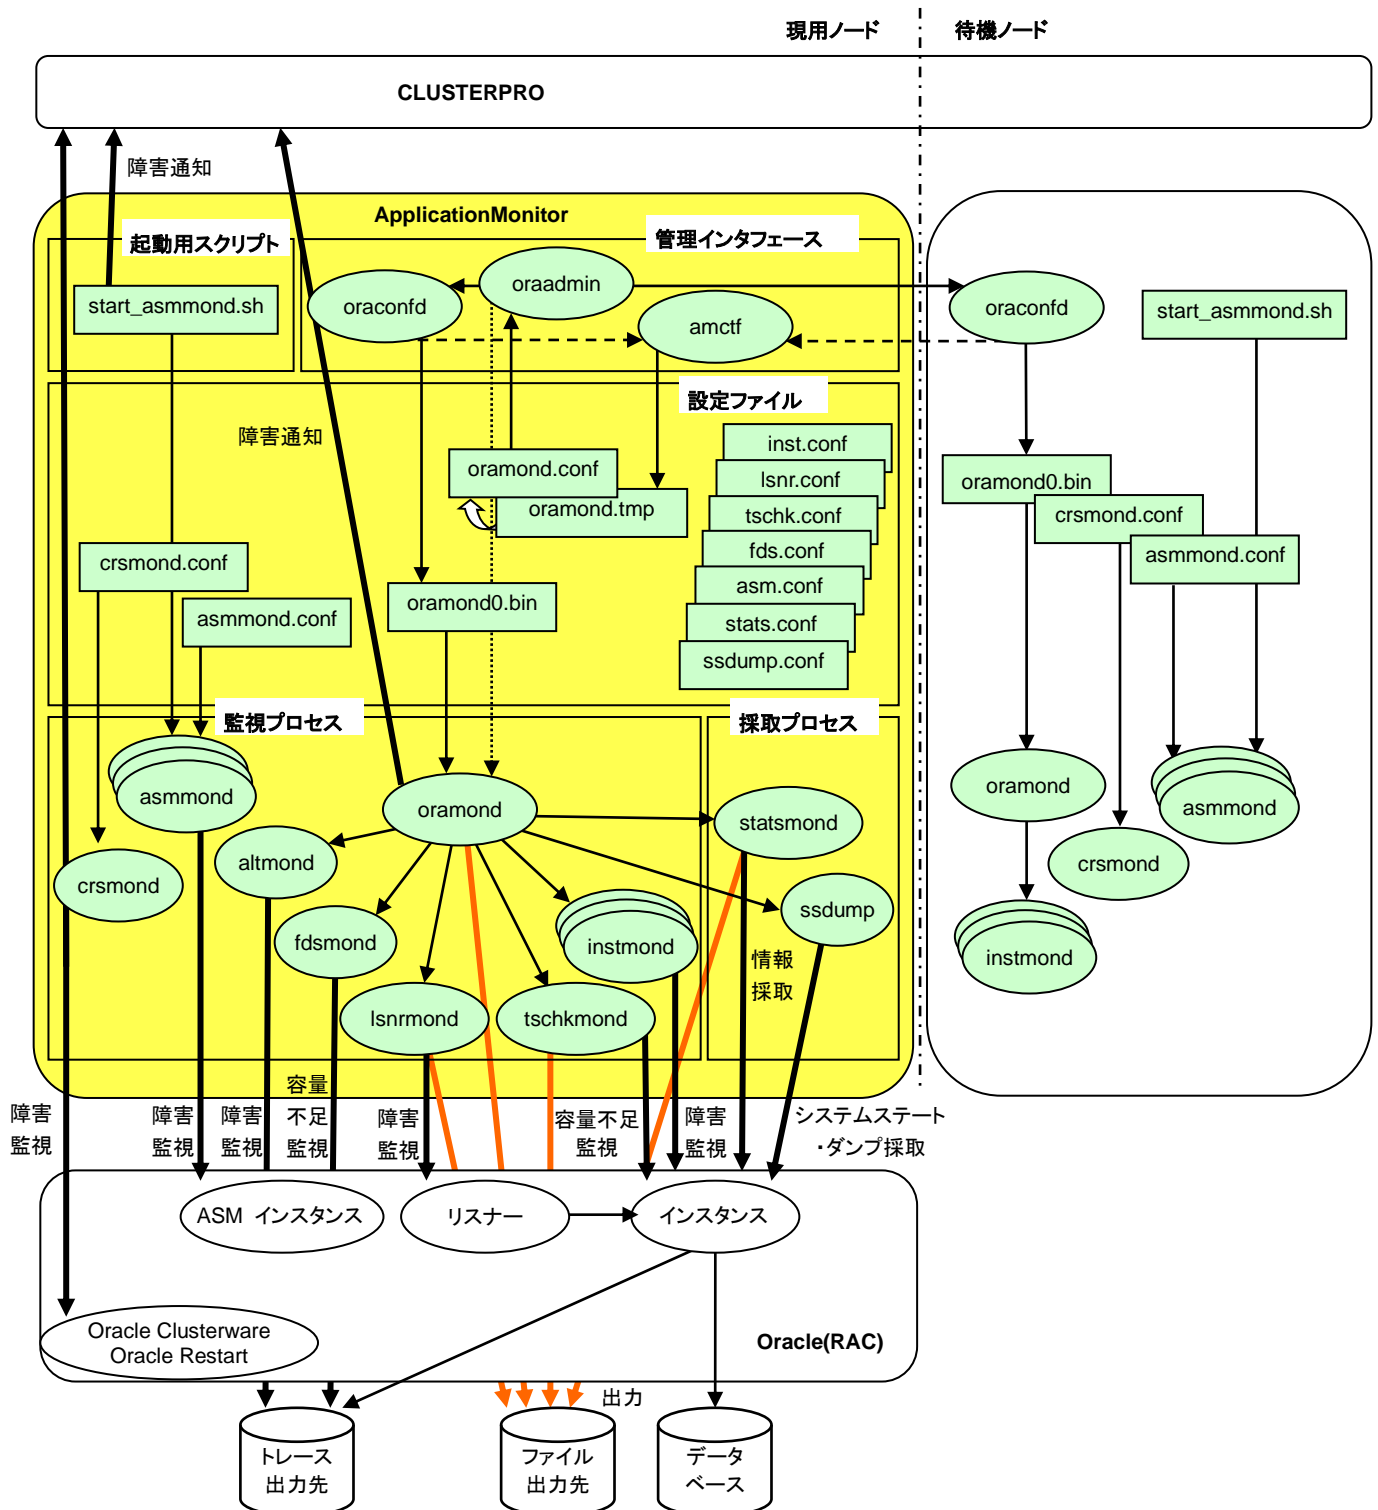 現用ノード
待機ノード
CLUSTERPRO
障害通知
ApplicationMonitor
起動用スクリプト
管理インタフェース
start_asmmond.sh
oraconfd
oraadmin
amctf
oraconfd
start_asmmond.sh
設定ファイル
障害通知
oramond.conf
oramond.tmp
inst.conf
lsnr.conf
tschk.conf
fds.conf
asm.conf
stats.conf
ssdump.conf
crsmond.conf
asmmond.conf
oramond0.bin
oramond0.bin
crsmond.conf
asmmond.conf
監視プロセス
採取プロセス
asmmond
oramond
statsmond
altmond
crsmond
fdsmond
instmond
ssdump
lsnrmond
tschkmond
情報
採取
oramond
asmmond
crsmond
instmond
障害
監視
障害
監視
障害
監視
容量
不足
監視
障害
監視
容量不足
監視
障害
監視
システムステート
・ダンプ採取
ASM インスタンス
リスナー
インスタンス
Oracle Clusterware
Oracle Restart
Oracle(RAC)
出力
トレース
出力先
ファイル
出力先
データ
ベース